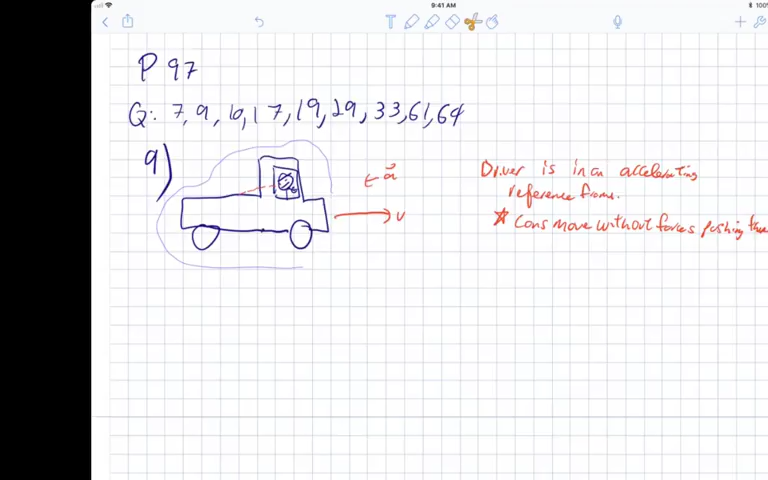 9:41 AM
100%
T
P 97
Q: 7, 9, 10, 17, 19, 29, 33, 61, 64
9)
a
v
Driver is in an accelerating
reference frame.
move without forces pushing